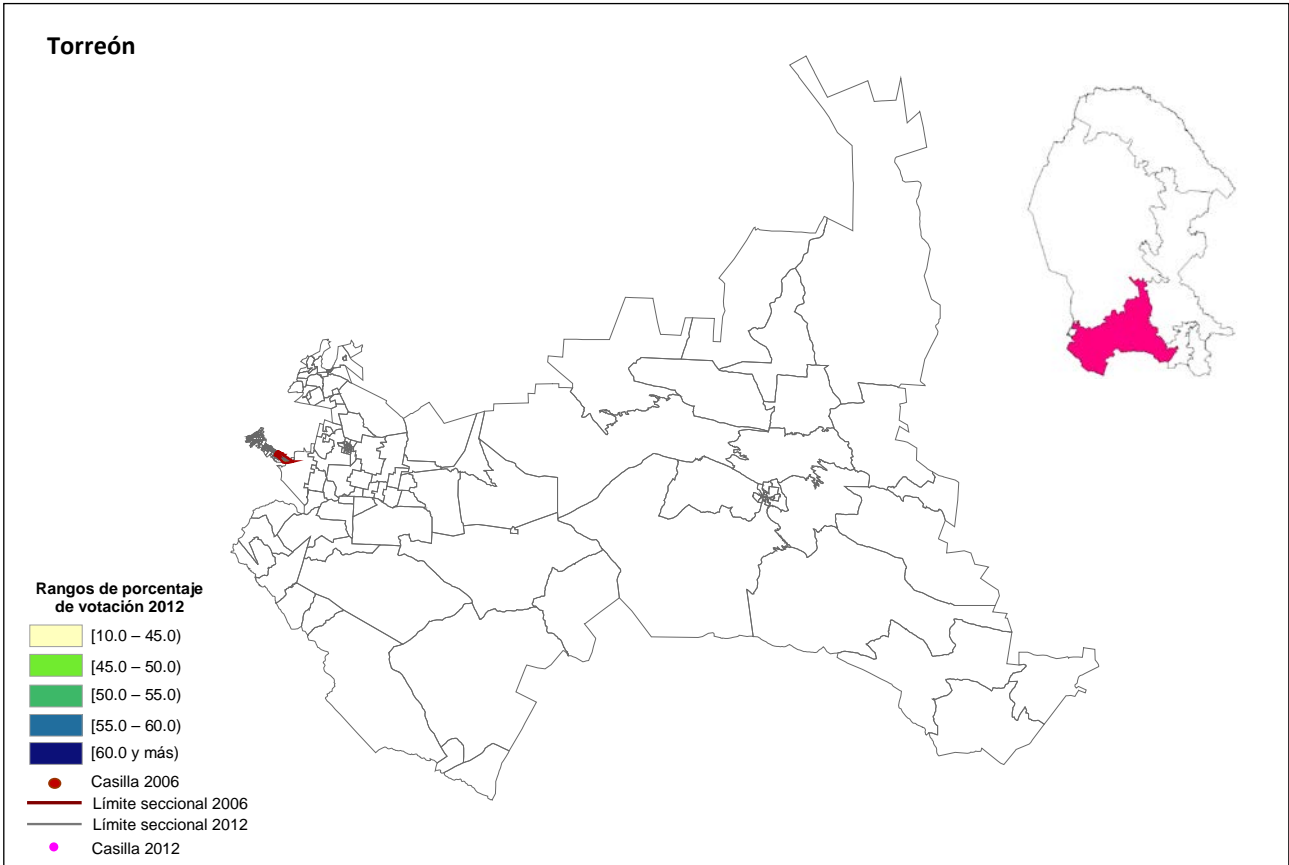 Torreón
Rangos de porcentaje
de votación 2012
[10.0 – 45.0)
[45.0 – 50.0)
[50.0 – 55.0)
[55.0 – 60.0)
[60.0 y más)
Casilla 2006
Límite seccional 2006
Límite seccional 2012
Casilla 2012